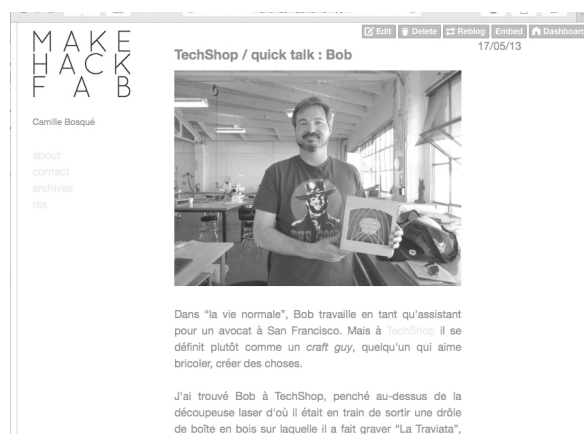 Edit Delete Reblog Embed Dashboard
MAKE
HACK
FAB
Camille Bosqué
about
contact
archives
rss
TechShop / quick talk : Bob
17/05/13
Dans “la vie normale”, Bob travaille en tant qu'assistant
pour un avocat à San Francisco. Mais à TechShop il se
définit plutôt comme un craft guy, quelqu'un qui aime
bricoler, créer des choses.
J'ai trouvé Bob à TechShop, penché au-dessus de la
découpeuse laser d'où il était en train de sortir une drôle
de boîte en bois sur laquelle il a fait graver “La Traviata”,